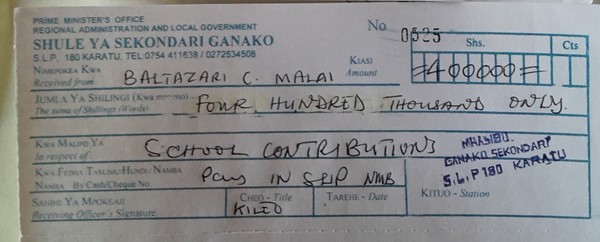 PRIME MINISTER'S OFFICE
REGIONAL ADMINISTRATION AND LOCAL GOVERNMENT
SHULE YA SEKONDARI GANAKO
S.L.P. 180 KARATU, TEL:0754 411638 / 0272534508
No. 0525
NIMEPOKEA KWA
Received from BALTAZARI C. MALAI
KIASI
Amount
Shs. Cts
=400000=
JUMLA YA SHILINGI (Kwa maneno)
The suma of Shillings (Words) FOUR HUNDRED THOUSAND ONLY.
KWA MALIPO YA
In respect of: SCHOOL CONTRIBUTIONS
MHASIBU
GANAKO SEKONDARI
S.L.P 180 KARATU
KWA FEDHA TASLIMU/HUNDI NAMBA
NAMBA By Cash/Cheque No. PAY IN SLIP NMB
SAHIHI YA MPOKEAJI
Receiving Officer's Signature
CHEO - Title
TAREHE - Date
KITUO - Station